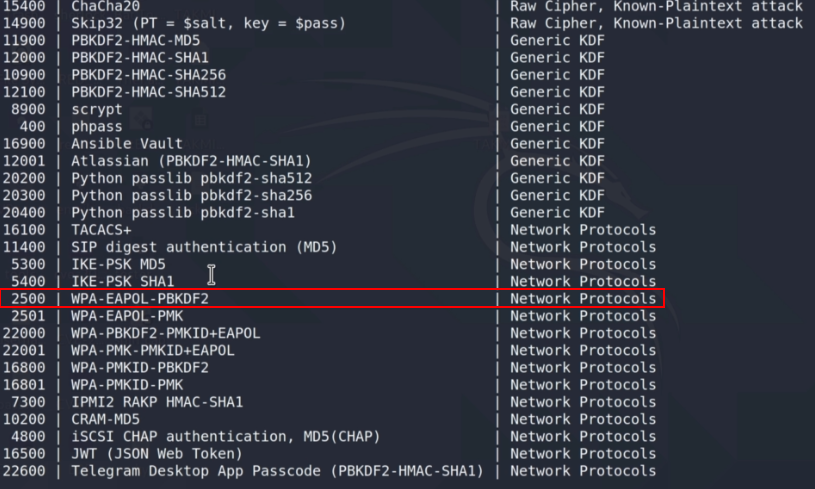 15400 | ChaCha20 | Raw Cipher, Known-Plaintext attack
14900 | Skip32 (PT = $salt, key = $pass) | Raw Cipher, Known-Plaintext attack
11900 | PBKDF2-HMAC-MD5 | Generic KDF
12000 | PBKDF2-HMAC-SHA1 | Generic KDF
10900 | PBKDF2-HMAC-SHA256 | Generic KDF
12100 | PBKDF2-HMAC-SHA512 | Generic KDF
8900 | scrypt | Generic KDF
400 | phpass | Generic KDF
16900 | Ansible Vault | Generic KDF
12001 | Atlassian (PBKDF2-HMAC-SHA1) | Generic KDF
20200 | Python passlib pbkdf2-sha512 | Generic KDF
20300 | Python passlib pbkdf2-sha256 | Generic KDF
20400 | Python passlib pbkdf2-sha1 | Generic KDF
16100 | TACACS+ | Network Protocols
11400 | SIP digest authentication (MD5) | Network Protocols
5300 | IKE-PSK MD5 | Network Protocols
5400 | IKE-PSK SHA1 | Network Protocols
2500 | WPA-EAPOL-PBKDF2 | Network Protocols
2501 | WPA-EAPOL-PMK | Network Protocols
22000 | WPA-PBKDF2-PMKID+EAPOL | Network Protocols
22001 | WPA-PMK-PMKID+EAPOL | Network Protocols
16800 | WPA-PMKID-PBKDF2 | Network Protocols
16801 | WPA-PMKID-PMK | Network Protocols
7300 | IPMI2 RAKP HMAC-SHA1 | Network Protocols
10200 | CRAM-MD5 | Network Protocols
4800 | iSCSI CHAP authentication, MD5(CHAP) | Network Protocols
16500 | JWT (JSON Web Token) | Network Protocols
22600 | Telegram Desktop App Passcode (PBKDF2-HMAC-SHA1) | Network Protocols